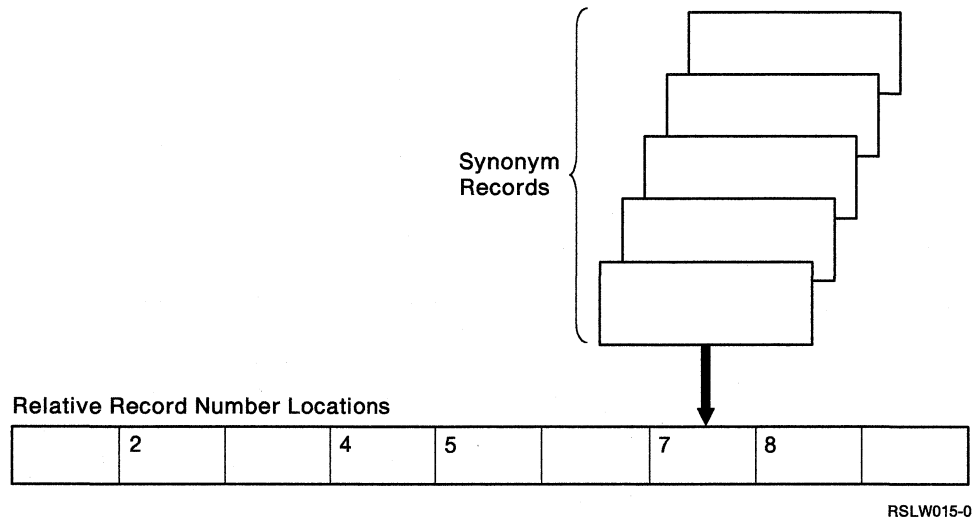 Synonym
Records
Relative Record Number Locations
2 4 5 7 8
RSLW015-0